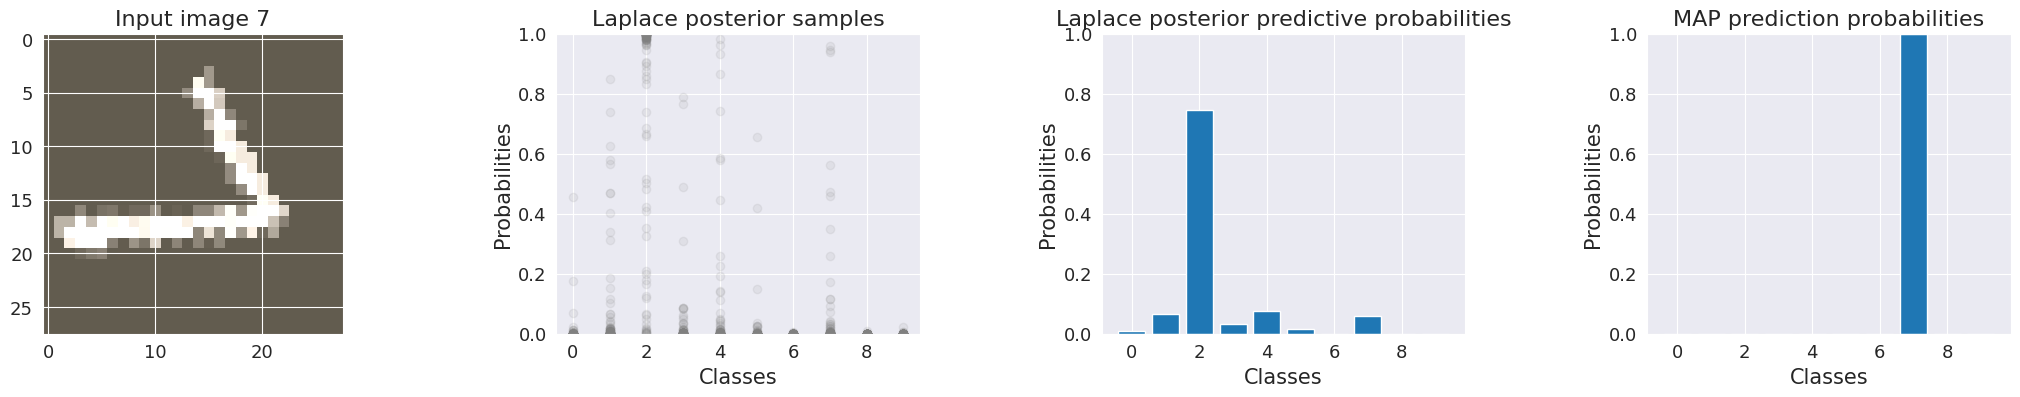 Input image 7
0
5
10
15
20
25
0 10 20
Laplace posterior samples
1.0
0.8
0.6
0.4
0.2
0.0
Probabilities
0 2 4 6 8
Classes
Laplace posterior predictive probabilities
1.0
0.8
0.6
0.4
0.2
0.0
Probabilities
0 2 4 6 8
Classes
MAP prediction probabilities
1.0
0.8
0.6
0.4
0.2
0.0
Probabilities
0 2 4 6 8
Classes